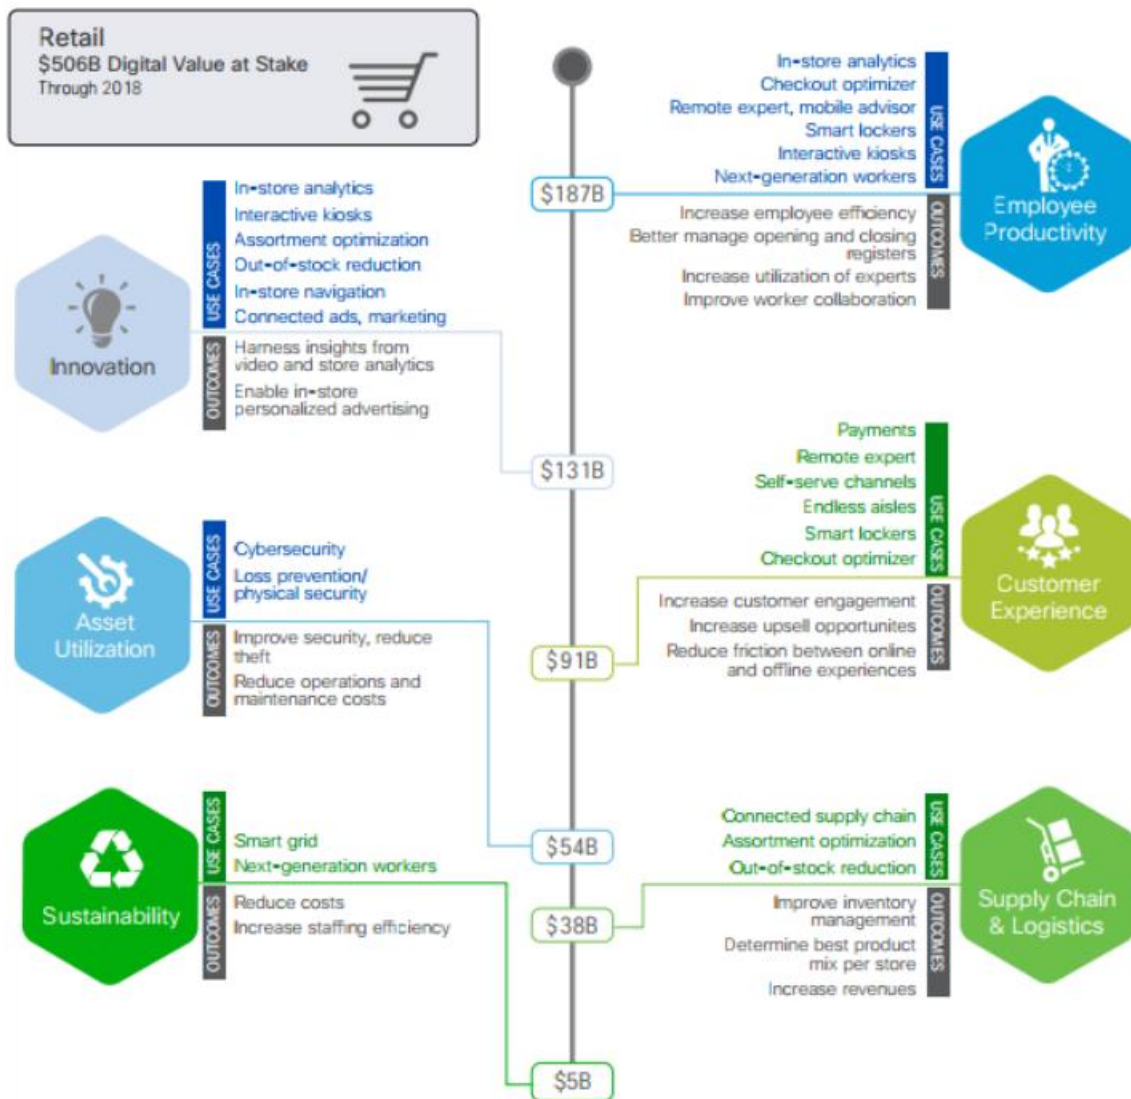 Retail
$506B Digital Value at Stake
Through 2018
In-store analytics
Checkout optimizer
Remote expert, mobile advisor
Smart lockers
Interactive kiosks
Next-generation workers
USE CASES
$187B
Increase employee efficiency
Better manage opening and closing
registers
Increase utilization of experts
Improve worker collaboration
OUTCOMES
Employee
Productivity
In-store analytics
Interactive kiosks
Assortment optimization
Out-of-stock reduction
In-store navigation
Connected ads, marketing
USE CASES
Innovation
Harness insights from
video and store analytics
Enable in-store
personalized advertising
OUTCOMES
$131B
Payments
Remote expert
Self-serve channels
Endless aisles
Smart lockers
Checkout optimizer
USE CASES
Customer
Experience
Increase customer engagement
Increase upsell opportunites
Reduce friction between online
and offline experiences
OUTCOMES
$91B
USE CASES
Cybersecurity
Loss prevention/
physical security
Asset
Utilization
OUTCOMES
Improve security, reduce
theft
Reduce operations and
maintenance costs
$54B
Connected supply chain
Assortment optimization
Out-of-stock reduction
USE CASES
Supply Chain
& Logistics
Improve inventory
management
Determine best product
mix per store
Increase revenues
OUTCOMES
$38B
USE CASES
Smart grid
Next-generation workers
Sustainability
OUTCOMES
Reduce costs
Increase staffing efficiency
$5B